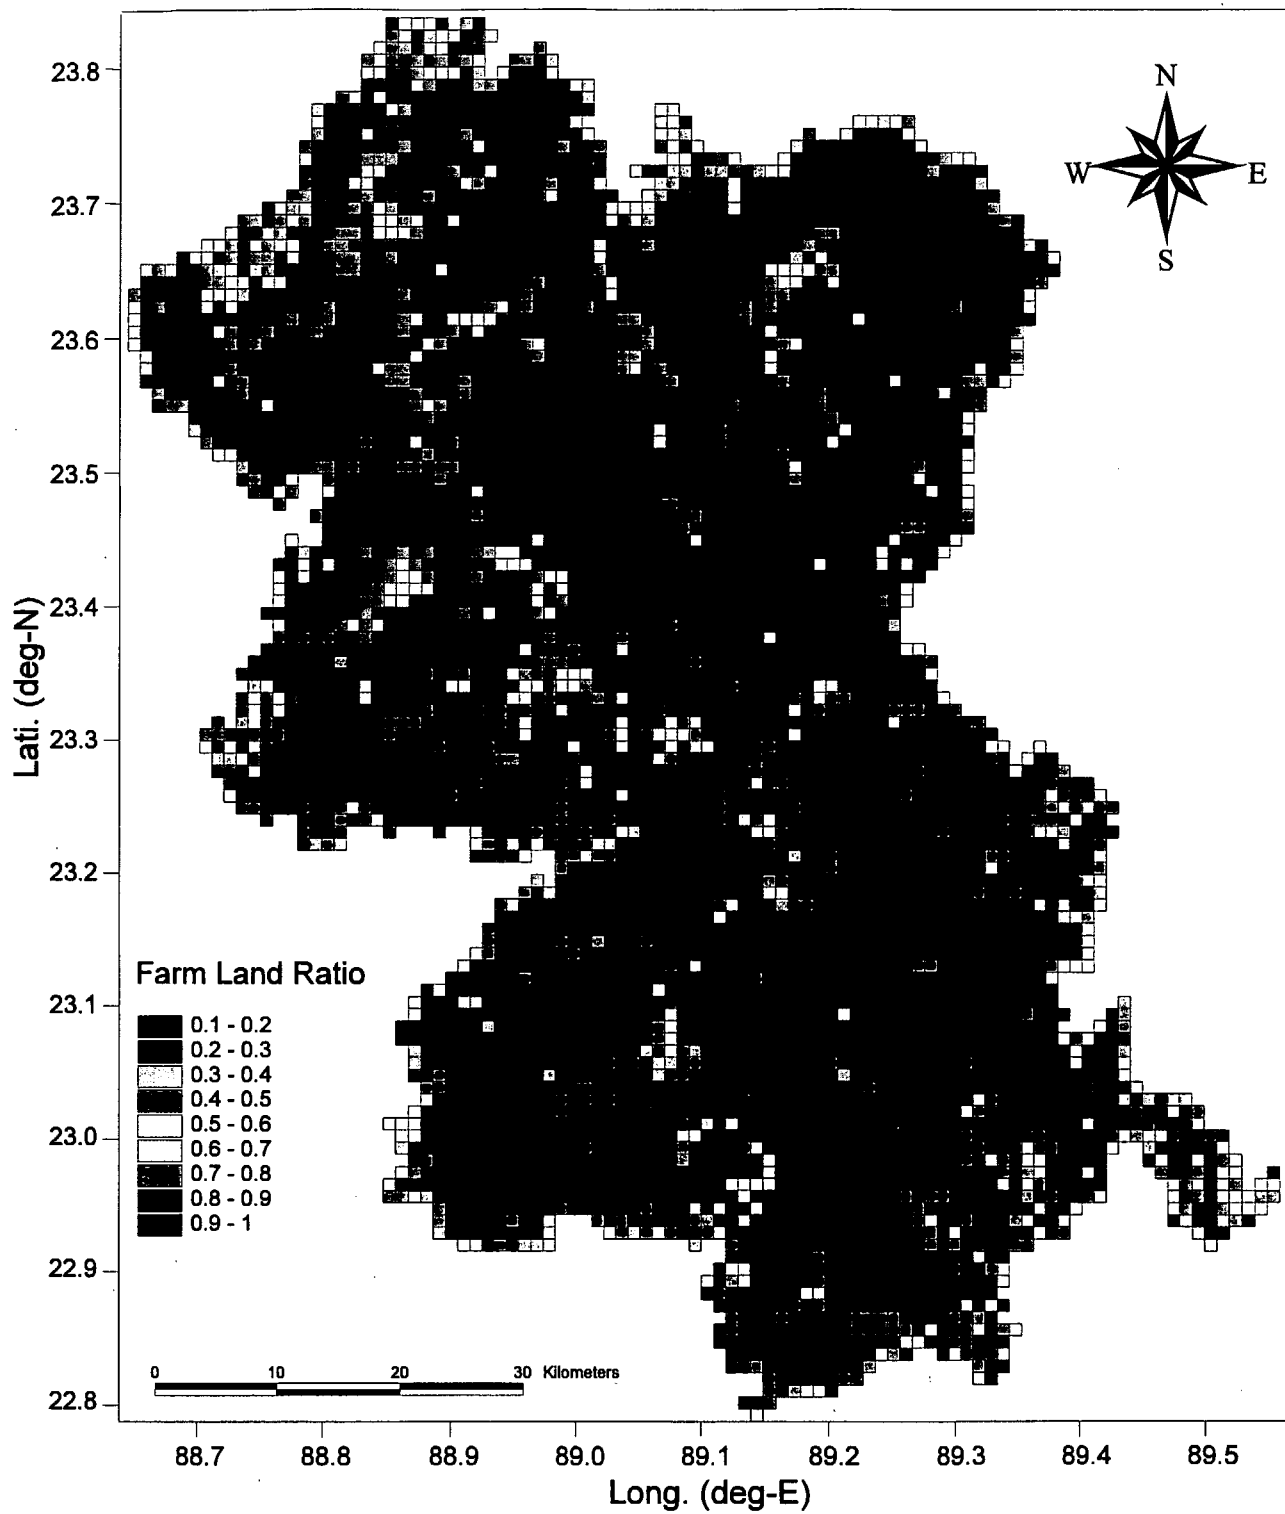 N
W E
S
23.8
23.7
23.6
23.5
23.4
23.3
23.2
23.1
23.0
22.9
22.8
Lati. (deg-N)
Farm Land Ratio
0.1 - 0.2
0.2 - 0.3
0.3 - 0.4
0.4 - 0.5
0.5 - 0.6
0.6 - 0.7
0.7 - 0.8
0.8 - 0.9
0.9 - 1
0 10 20 30 Kilometers
88.7 88.8 88.9 89.0 89.1 89.2 89.3 89.4 89.5
Long. (deg-E)